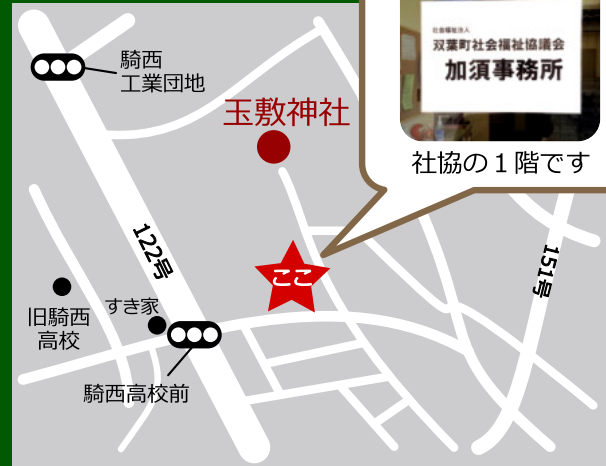 社会福祉法人
双葉町社会福祉協議会
加須事務所
社協の１階です
騎西
工業団地
玉敷神社
122号
151号
ここ
旧騎西
高校
すき家
騎西高校前